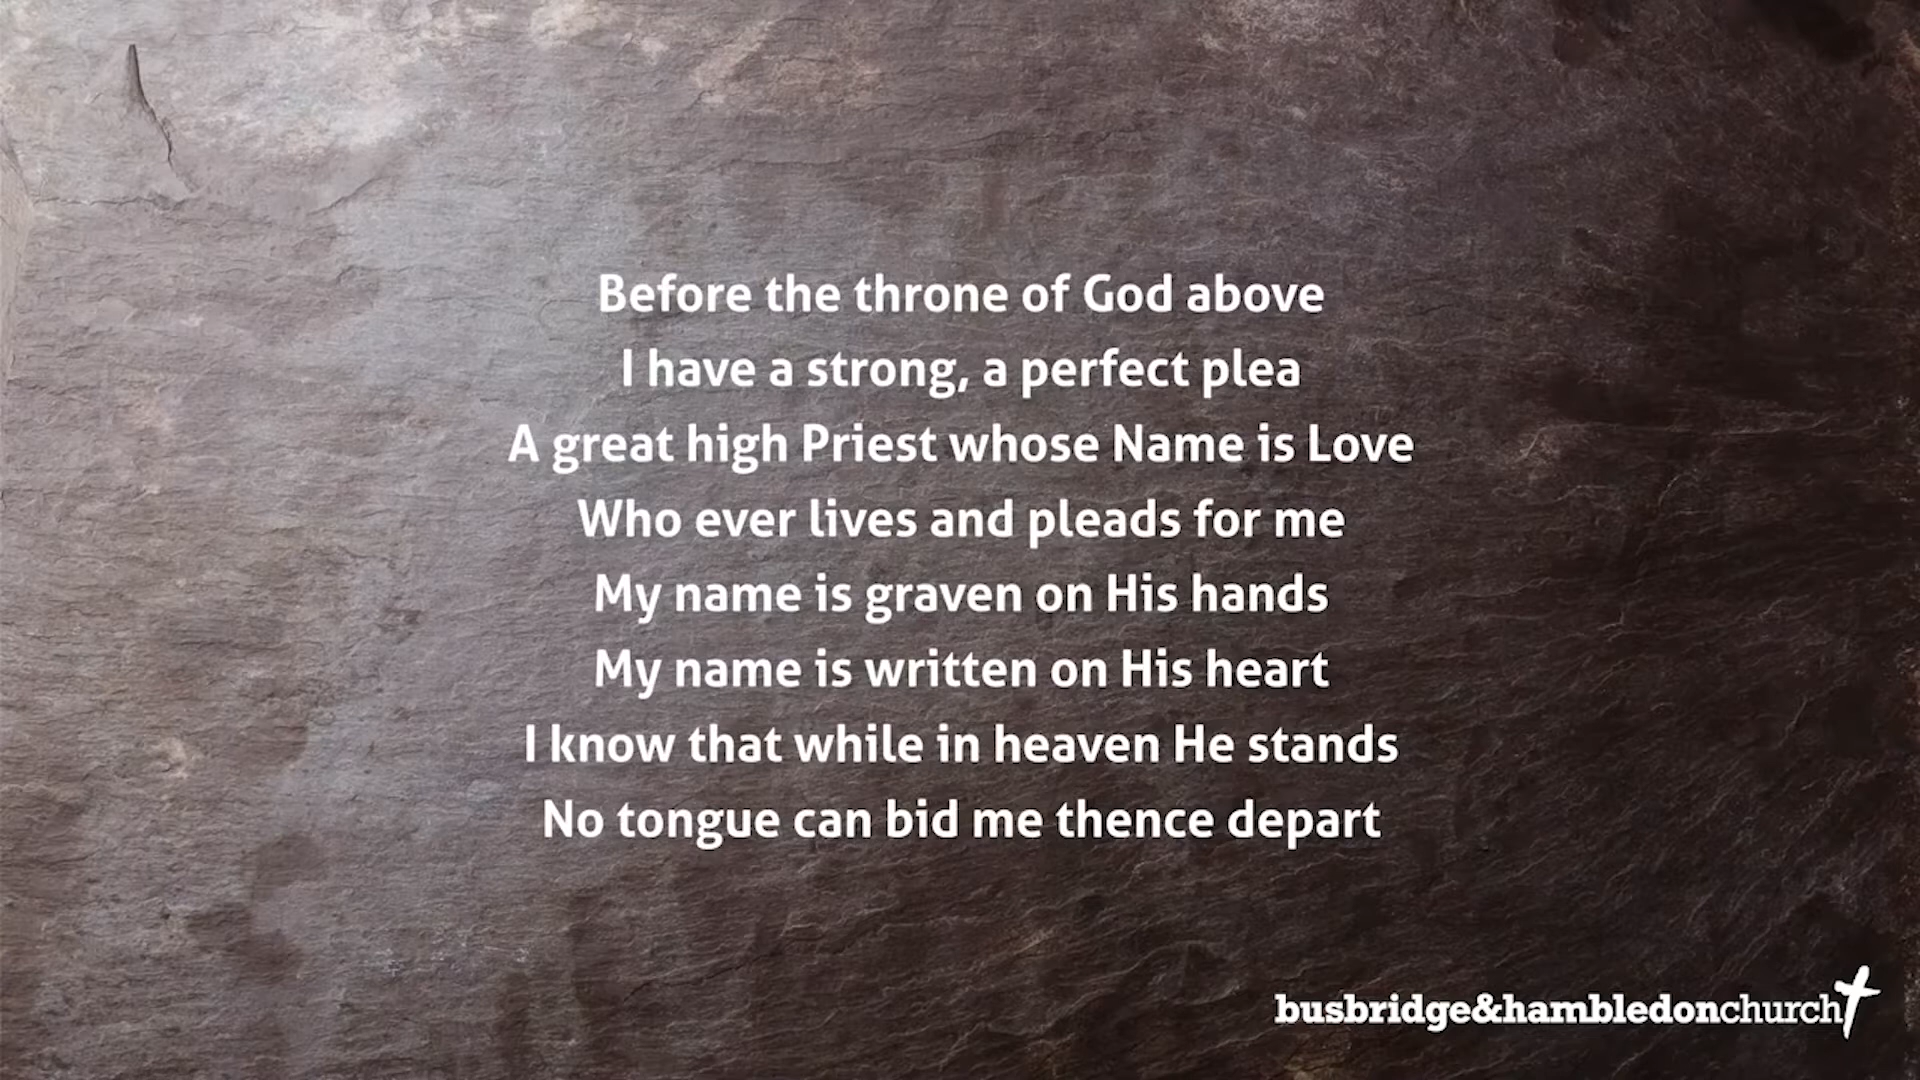 Before the throne of God above
I have a strong, a perfect plea
A great high Priest whose Name is Love
Who ever lives and pleads for me
My name is graven on His hands
My name is written on His heart
I know that while in heaven He stands
No tongue can bid me thence depart
busbridge&hambledonchurch